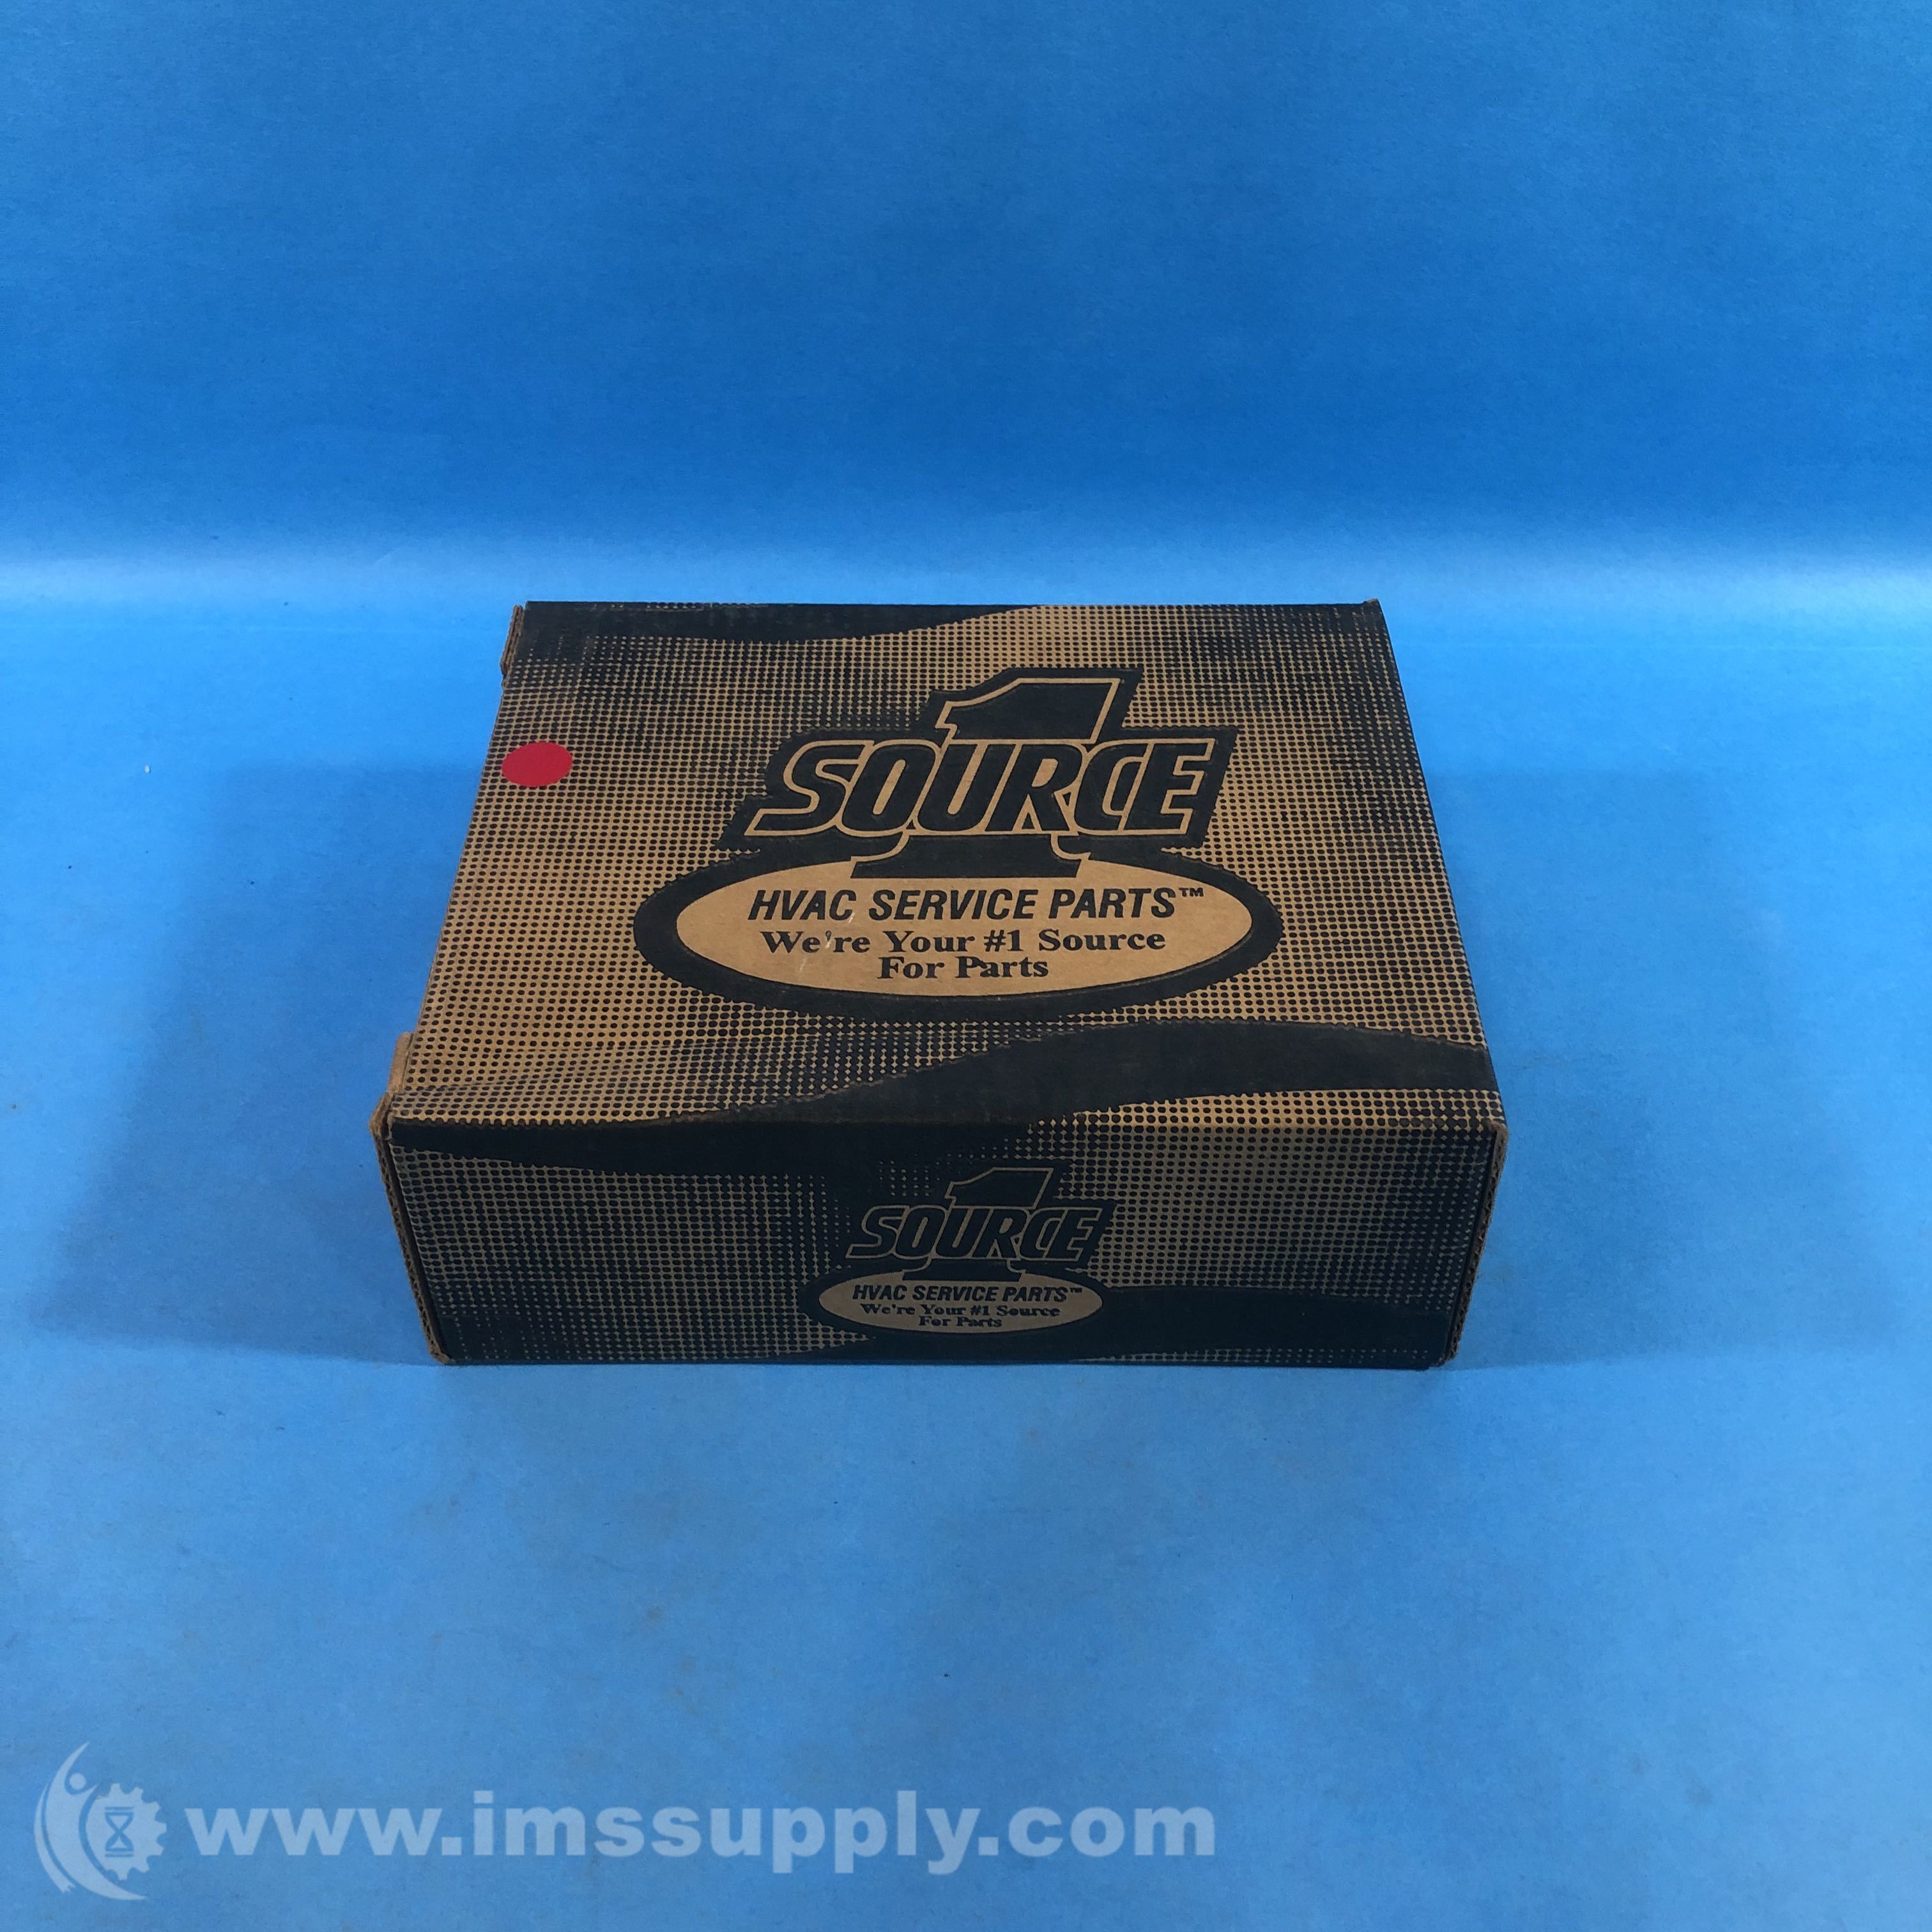 1
SOURCE
HVAC SERVICE PARTS™
We're Your #1 Source
For Parts
1
SOURCE
HVAC SERVICE PARTS™
We're Your #1 Source
For Parts
www.imssupply.com